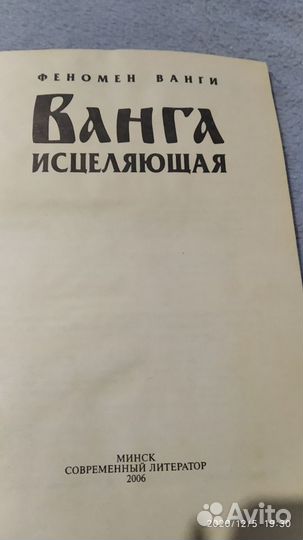 ФЕНОМЕН ВАНГИ
ВАНГА
ИСЦЕЛЯЮЩАЯ
МИНСК
СОВРЕМЕННЫЙ ЛИТЕРАТОР
2006
2020/12/5 19:30
Avito